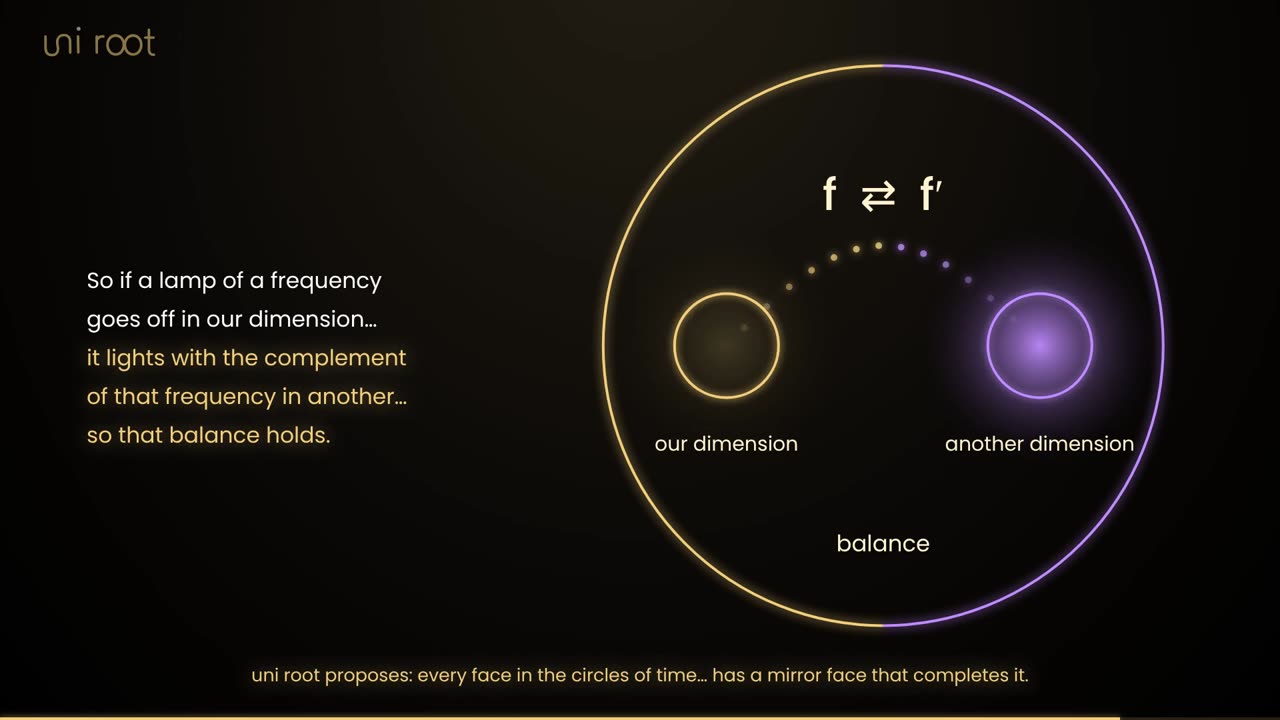 uni root
f ⇄ f′
So if a lamp of a frequency
goes off in our dimension...
it lights with the complement
of that frequency in another...
so that balance holds.
our dimension
another dimension
balance
uni root proposes: every face in the circles of time... has a mirror face that completes it.